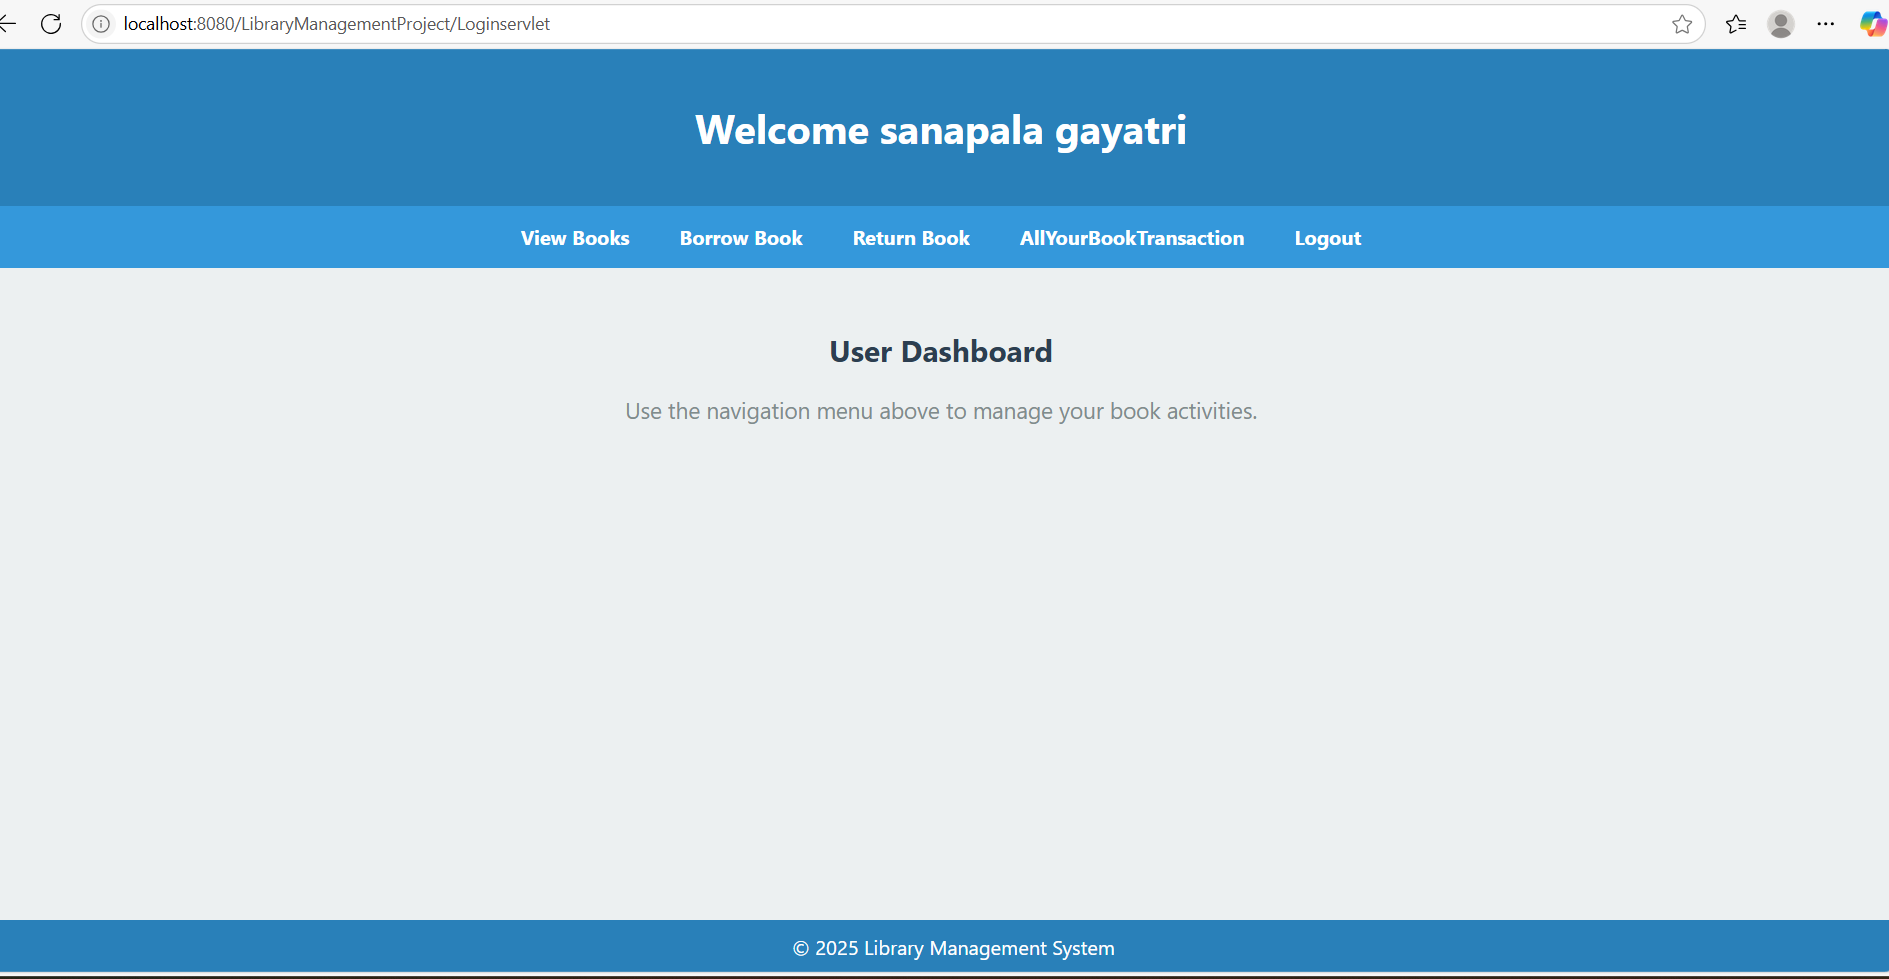 localhost:8080/LibraryManagementProject/Loginservlet
Welcome sanapala gayatri
View Books Borrow Book Return Book AllYourBookTransaction Logout
User Dashboard
Use the navigation menu above to manage your book activities.
© 2025 Library Management System